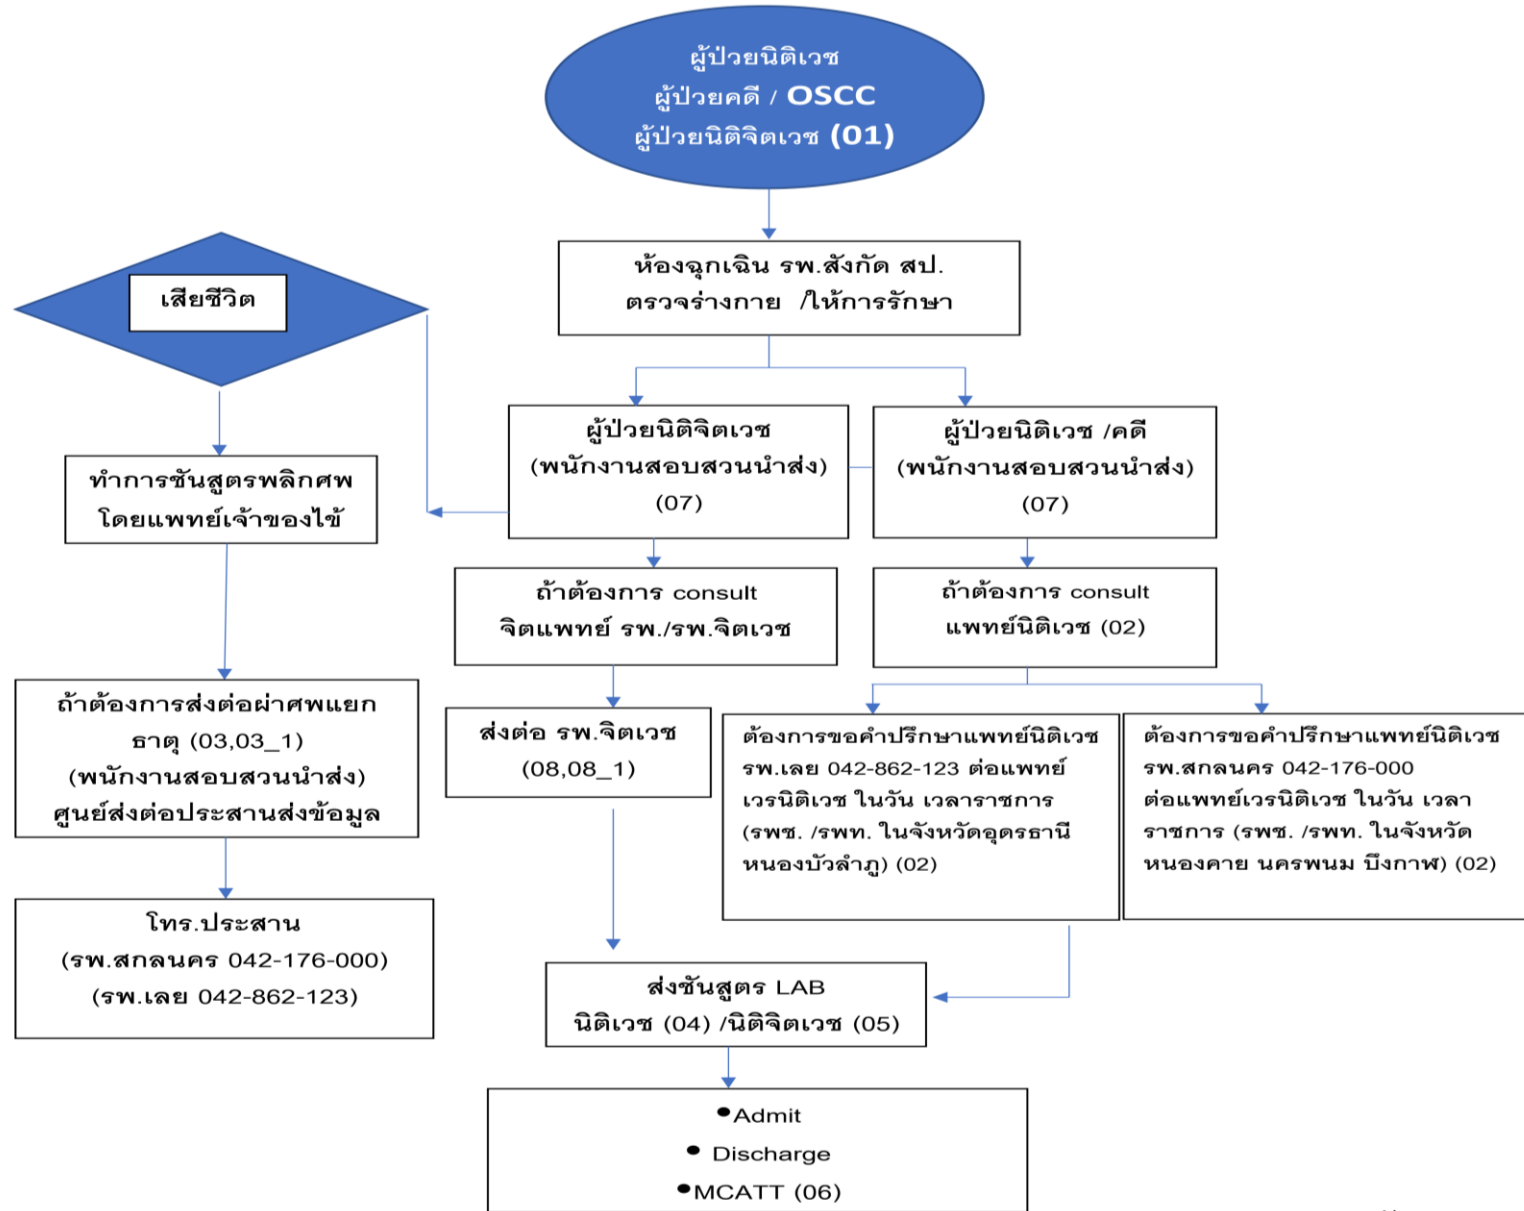 ผู้ป่วยนิติเวช
ผู้ป่วยคดี / OSCC
ผู้ป่วยนิติจิตเวช (01)
ห้องฉุกเฉิน รพ.สังกัด สป.
ตรวจร่างกาย /ให้การรักษา
เสียชีวิต
ผู้ป่วยนิติจิตเวช
(พนักงานสอบสวนนำส่ง)
(07)
ผู้ป่วยนิติเวช /คดี
(พนักงานสอบสวนนำส่ง)
(07)
ทำการชันสูตรพลิกศพ
โดยแพทย์เจ้าของไข้
ถ้าต้องการ consult
จิตแพทย์ รพ./รพ.จิตเวช
ถ้าต้องการ consult
แพทย์นิติเวช (02)
ถ้าต้องการส่งต่อผ่าศพแยก
ธาตุ (03,03_1)
(พนักงานสอบสวนนำส่ง)
ศูนย์ส่งต่อประสานส่งข้อมูล
ส่งต่อ รพ.จิตเวช
(08,08_1)
ต้องการขอคำปรึกษาแพทย์นิติเวช
รพ.เลย 042-862-123 ต่อแพทย์
เวรนิติเวช ในวัน เวลาราชการ
(รพช. /รพท. ในจังหวัดอุดรธานี
หนองบัวลำภู) (02)
ต้องการขอคำปรึกษาแพทย์นิติเวช
รพ.สกลนคร 042-176-000
ต่อแพทย์เวรนิติเวช ในวัน เวลา
ราชการ (รพช. /รพท. ในจังหวัด
หนองคาย นครพนม บึงกาฬ) (02)
โทร.ประสาน
(รพ.สกลนคร 042-176-000)
(รพ.เลย 042-862-123)
ส่งชันสูตร LAB
นิติเวช (04) /นิติจิตเวช (05)
•Admit
• Discharge
•MCATT (06)